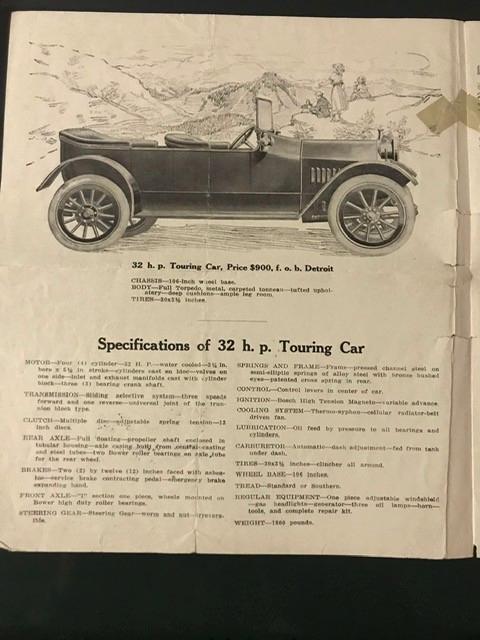 32 h. p. Touring Car, Price $900, f. o. b. Detroit
CHASSIS—106-inch wheel base.
BODY—Full Torpedo, metal, carpeted tonneau—tufted uphol-
stery—deep cushions—ample leg room.
TIRES—30x3½ inches.
Specifications of 32 h. p. Touring Car
MOTOR—Four (4) cylinder—32 H. P.—water cooled—3¼ in.
bore x 5½ in stroke—cylinders cast en bloc—valves on
one side—inlet and exhaust manifolds cast with cylinder
block—three (3) bearing crank shaft.
TRANSMISSION—Sliding selective system—three speeds
forward and one reverse—universal joint of the trun-
nion block type.
CLUTCH—Multiple disc—adjustable spring tension—13
inch discs.
REAR AXLE—Full floating—propeller shaft enclosed in
tubular housing—axle casing built from central casting
and steel tubes—two Bower roller bearings on axle tube
for the rear wheel.
BRAKES—Two (2) by twelve (12) inches faced with asbes-
tos—service brake contracting pedal—emergency brake
expanding hand.
FRONT AXLE—"I" section one piece, wheels mounted on
Bower high duty roller bearings.
STEERING GEAR—Steering Gear—worm and nut—irrevers-
ible.
SPRINGS AND FRAME—Frame—pressed channel steel on
semi-elliptic springs of alloy steel with bronze bushed
eyes—patented cross spring in rear.
CONTROL—Control levers in center of car.
IGNITION—Bosch High Tension Magneto—variable advance.
COOLING SYSTEM—Thermo-syphon—cellular radiator-belt
driven fan.
LUBRICATION—Oil feed by pressure to all bearings and
cylinders.
CARBURETOR—Automatic—dash adjustment—fed from tank
under dash.
TIRES—30x3½ inches—clincher all around.
WHEEL BASE—106 inches.
TREAD—Standard or Southern.
REGULAR EQUIPMENT—One piece adjustable windshield
—gas headlights—generator—three oil lamps—horn—
tools, and complete repair kit.
WEIGHT—1800 pounds.